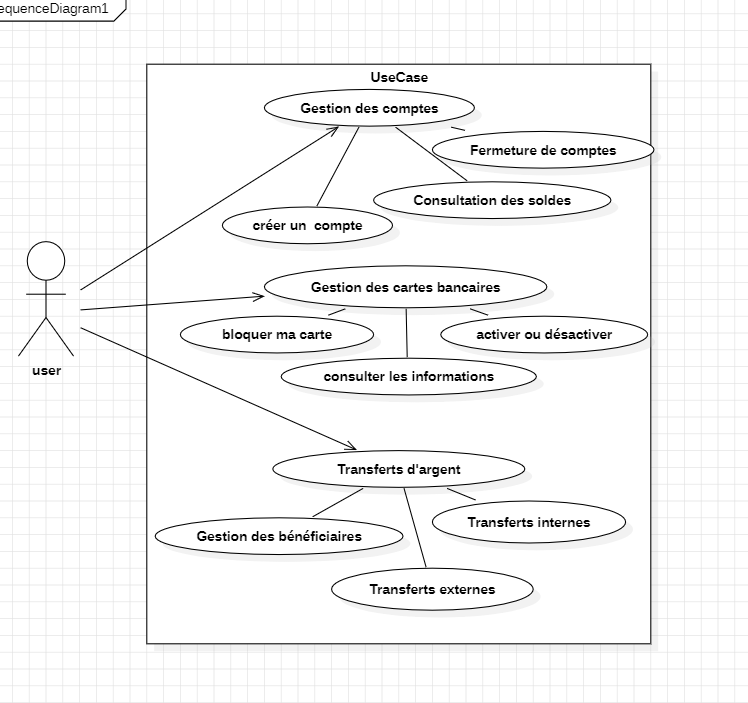 equenceDiagram1
UseCase
Gestion des comptes
Fermeture de comptes
Consultation des soldes
créer un  compte
Gestion des cartes bancaires
bloquer ma carte
activer ou désactiver
consulter les informations
user
Transferts d'argent
Transferts internes
Gestion des bénéficiaires
Transferts externes